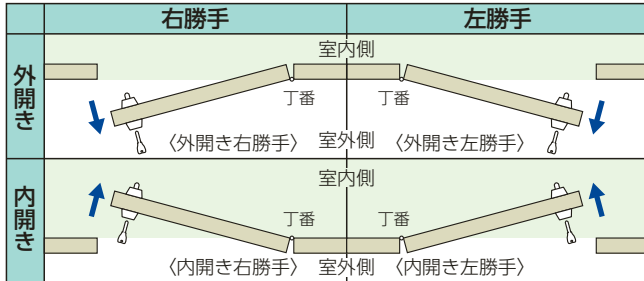 右勝手 左勝手
外開き
室内側
丁番 丁番
〈外開き右勝手〉 室外側 〈外開き左勝手〉
内開き
室内側
丁番 丁番
〈内開き右勝手〉 室外側 〈内開き左勝手〉